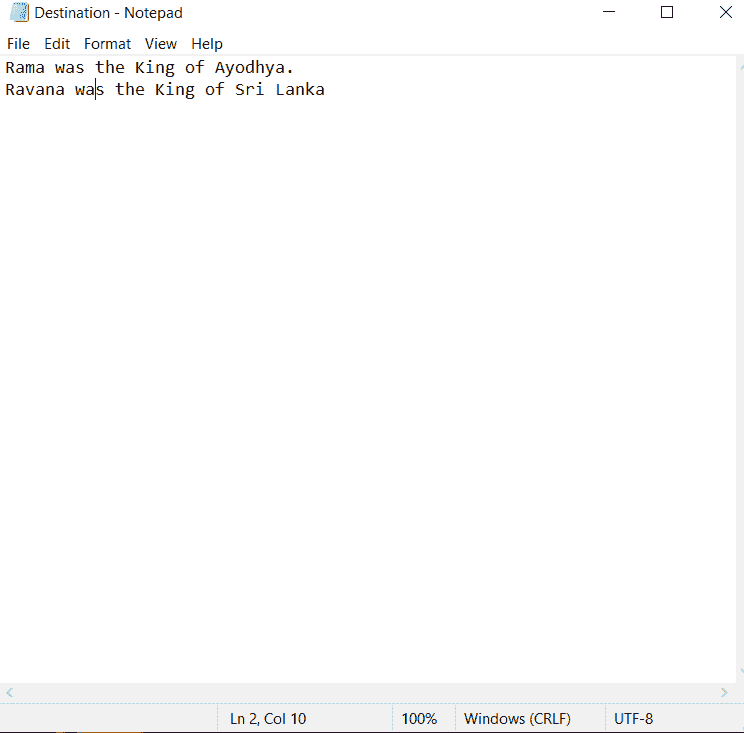 Destination - Notepad
File Edit Format View Help
Rama was the King of Ayodhya.
Ravana was the King of Sri Lanka
Ln 2, Col 10 100% Windows (CRLF) UTF-8